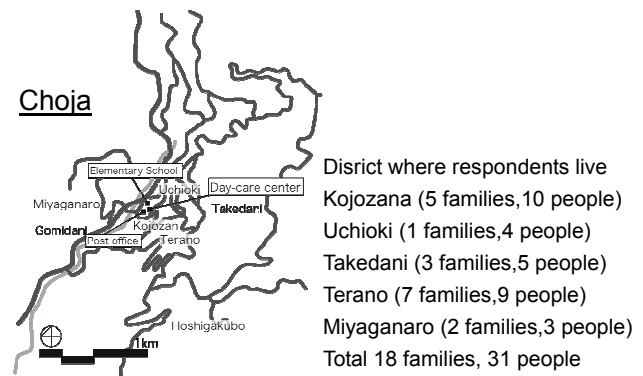 Choja
Elementary School
Uchioki
Day-care center
Miyaganaro
Takedani
Gomidani
Kojozan
Post office
Terano
Hoshigakubo
1km
Disrict where respondents live
Kojozana (5 families,10 people)
Uchioki (1 families,4 people)
Takedani (3 families,5 people)
Terano (7 families,9 people)
Miyaganaro (2 families,3 people)
Total 18 families, 31 people